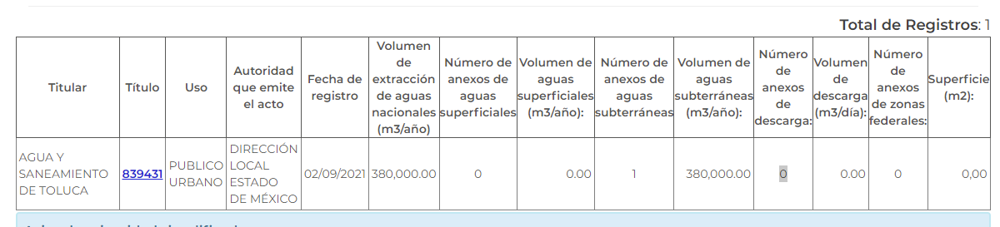 Total de Registros: 1
Titular
Título
Uso
Autoridad
que emite
el acto
Fecha de
registro
Volumen
de
extracción
de aguas
nacionales
(m3/año)
Número de
anexos de
aguas
superficiales
Volumen de
aguas
superficiales
(m3/año):
Número de
anexos de
aguas
subterráneas
Volumen de
aguas
subterráneas
(m3/año):
Número
de
anexos
de
descarga:
Volumen
de
descarga
(m3/día):
Número
de
anexos
de zonas
federales:
Superficie
(m2):
AGUA Y
SANEAMIENTO
DE TOLUCA
839431
PUBLICO
URBANO
DIRECCIÓN
LOCAL
ESTADO
DE MÉXICO
02/09/2021
380,000.00
0
0.00
1
380,000.00
0
0.00
0
0,00